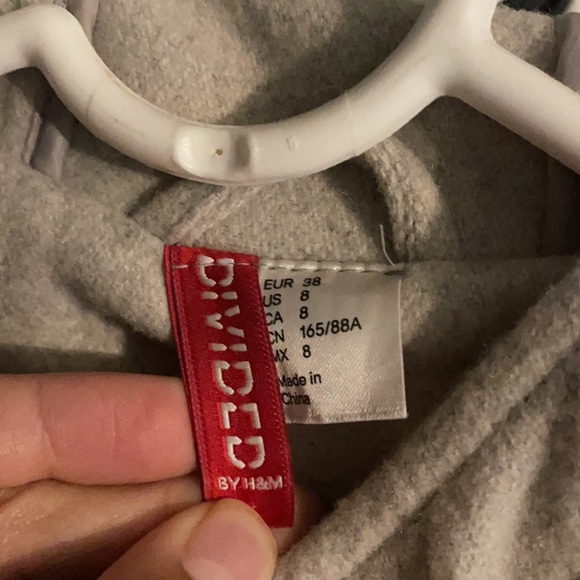 DIVIDED
BY H&M
EUR 38
US 8
CA 8
CN 165/88A
MX 8
Made in
China